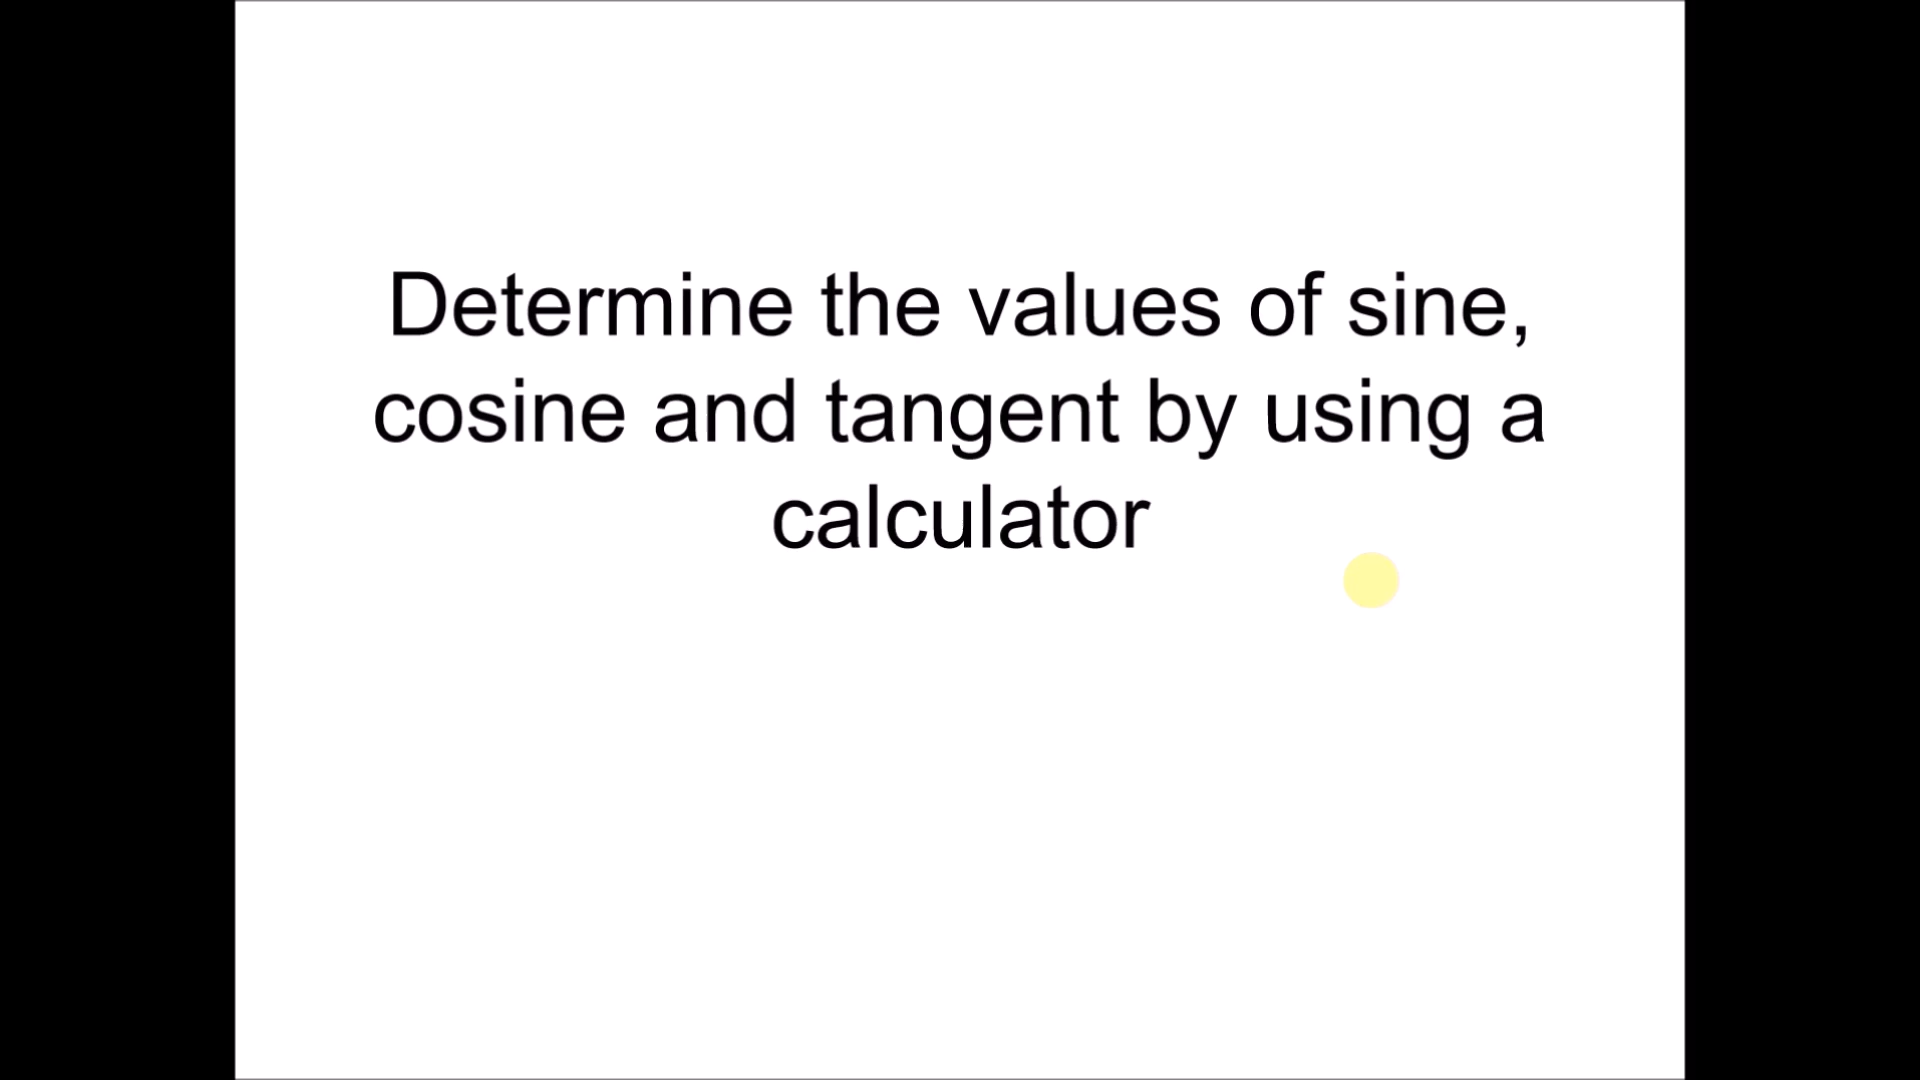 Determine the values of sine,
cosine and tangent by using a
calculator